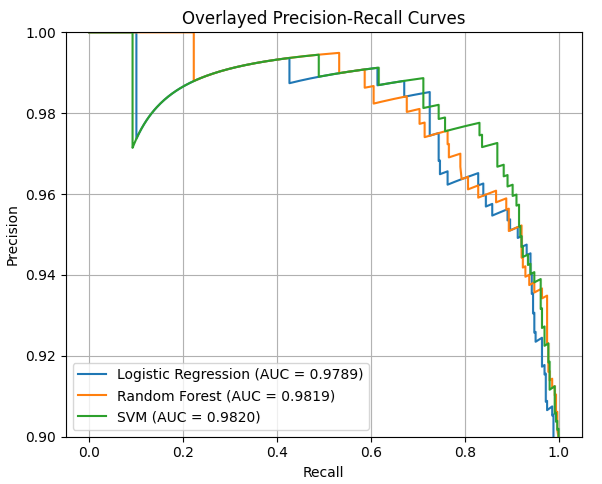 Overlayed Precision-Recall Curves
1.00
0.98
0.96
0.94
0.92
0.90
Precision
Logistic Regression (AUC = 0.9789)
Random Forest (AUC = 0.9819)
SVM (AUC = 0.9820)
0.0 0.2 0.4 0.6 0.8 1.0
Recall